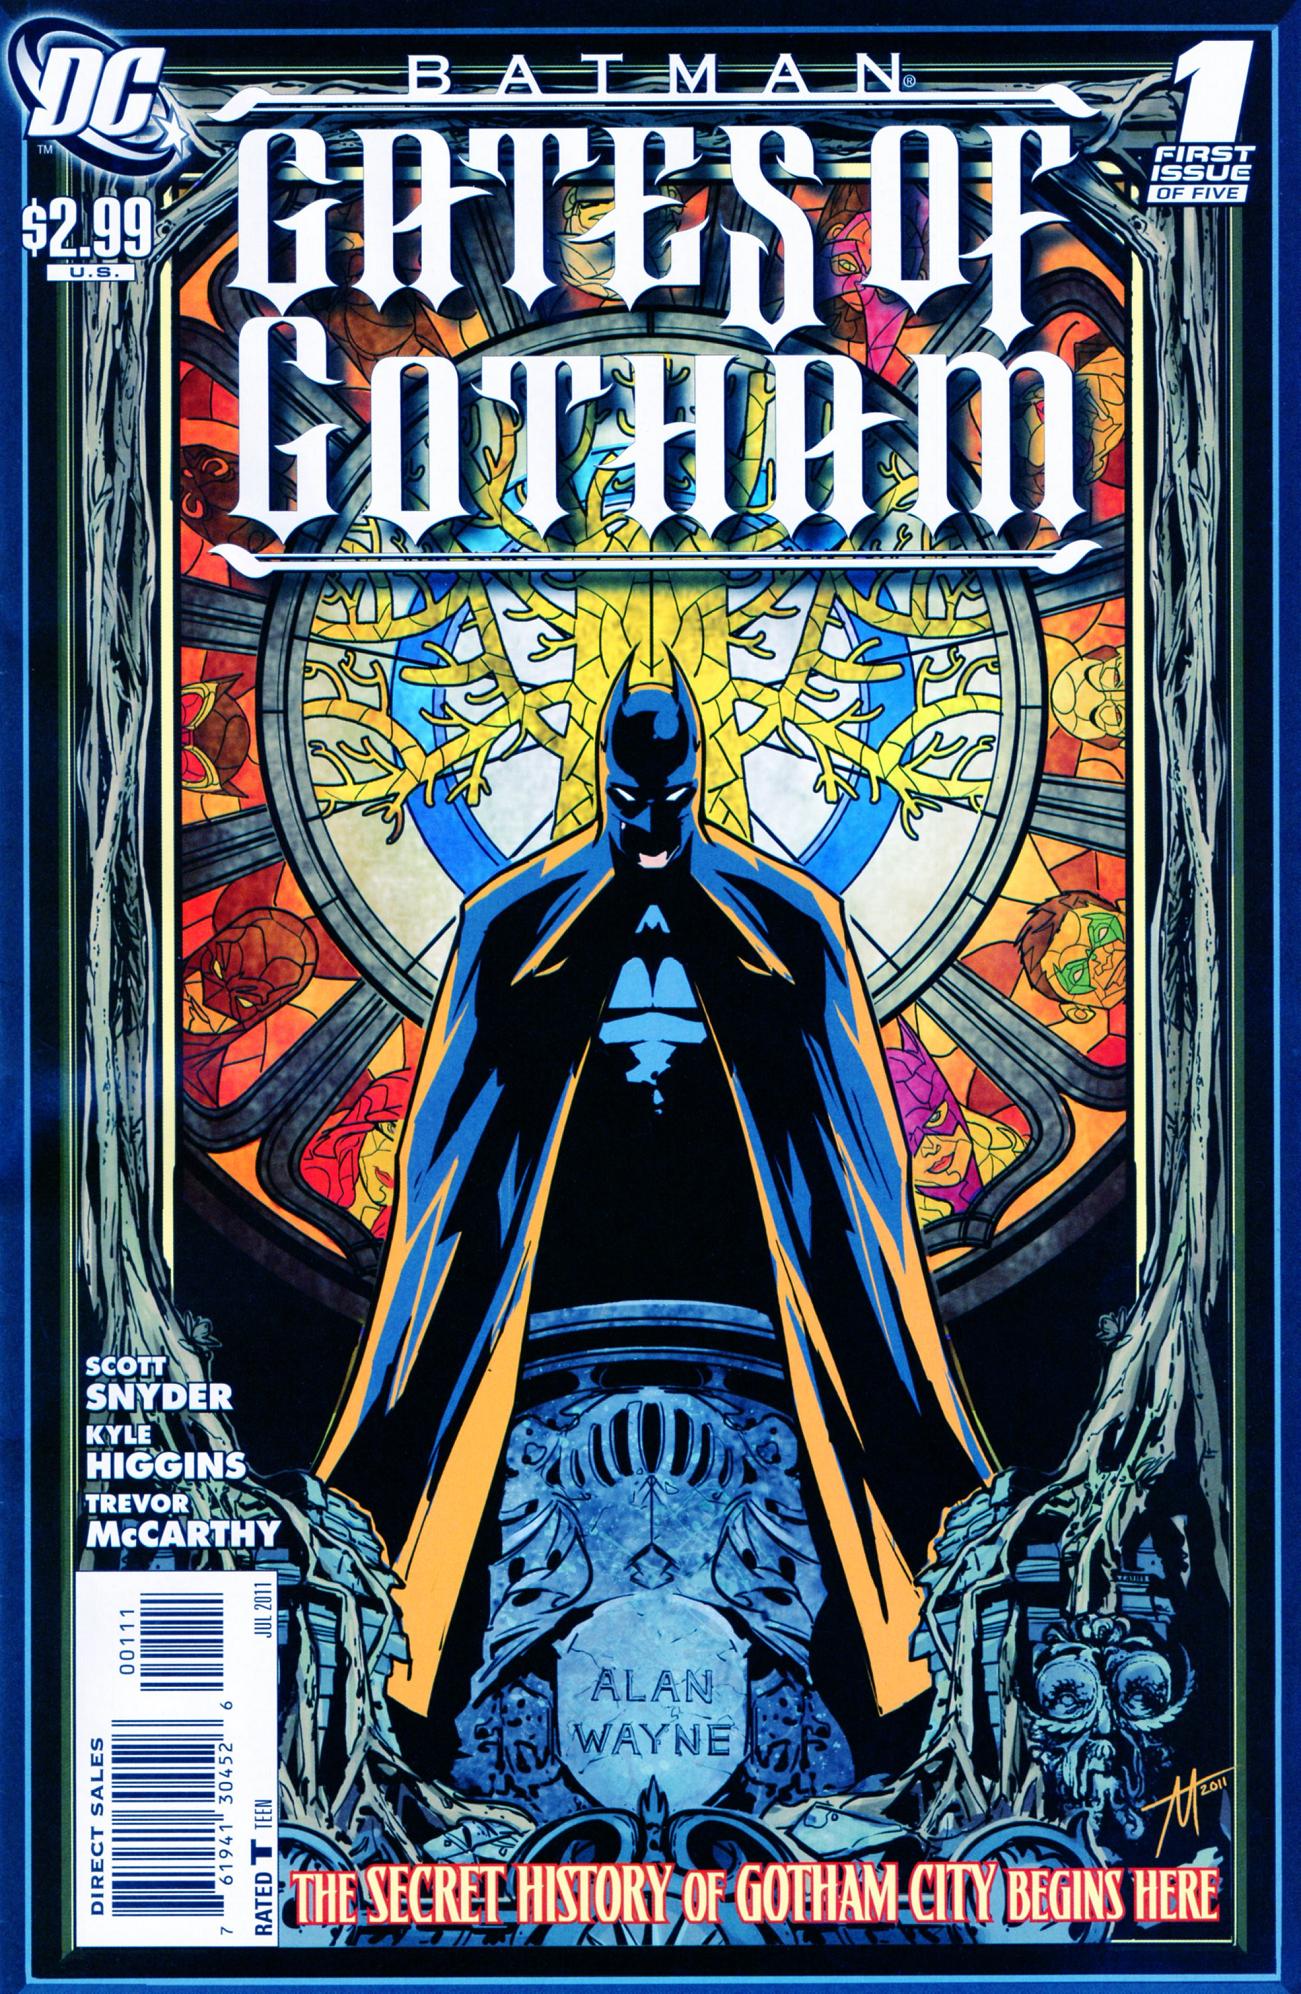 DC
™
BATMAN®
GATES OF
GOTHAM
1
FIRST
ISSUE
OF FIVE
$2.99
U.S.
SCOTT
SNYDER
KYLE
HIGGINS
TREVOR
McCARTHY
ALAN
WAYNE
2011
00111
JUL 2011
DIRECT SALES
7 61941 30452 6
RATED T TEEN
THE SECRET HISTORY OF GOTHAM CITY BEGINS HERE